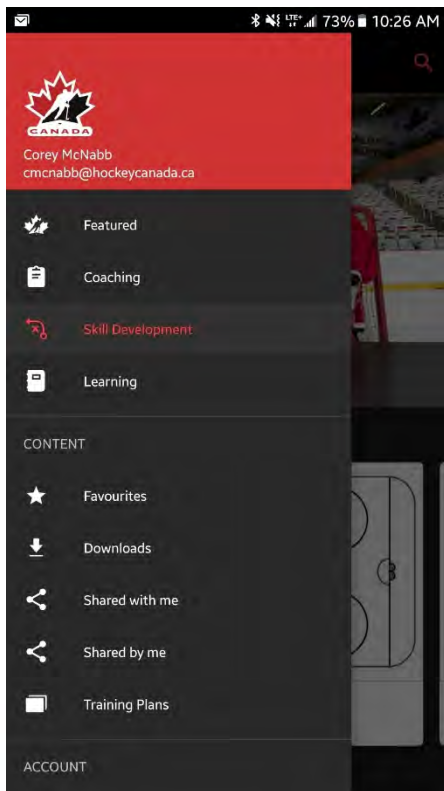 LTE+ 73% 10:26 AM
CANADA
Corey McNabb
cmcnabb@hockeycanada.ca
Featured
Coaching
Skill Development
Learning
CONTENT
Favourites
Downloads
Shared with me
Shared by me
Training Plans
ACCOUNT